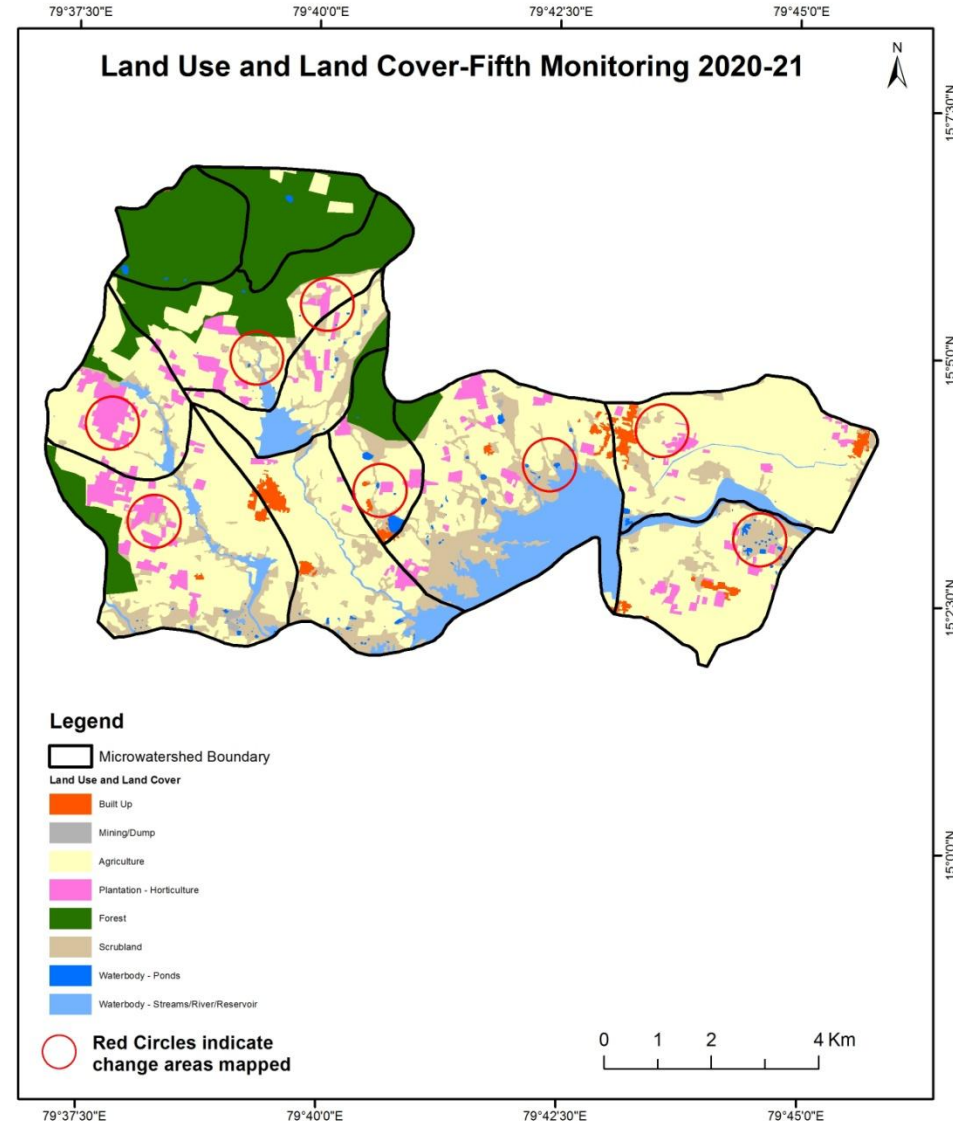 79°37'30"E 79°40'0"E 79°42'30"E 79°45'0"E
Land Use and Land Cover-Fifth Monitoring 2020-21
N
15°7'30"N
15°5'0"N
15°2'30"N
15°0'0"N
Legend
Microwatershed Boundary
Land Use and Land Cover
Built Up
Mining/Dump
Agriculture
Plantation - Horticulture
Forest
Scrubland
Waterbody - Ponds
Waterbody - Streams/River/Reservoir
Red Circles indicate
change areas mapped
0 1 2 4 Km
79°37'30"E 79°40'0"E 79°42'30"E 79°45'0"E